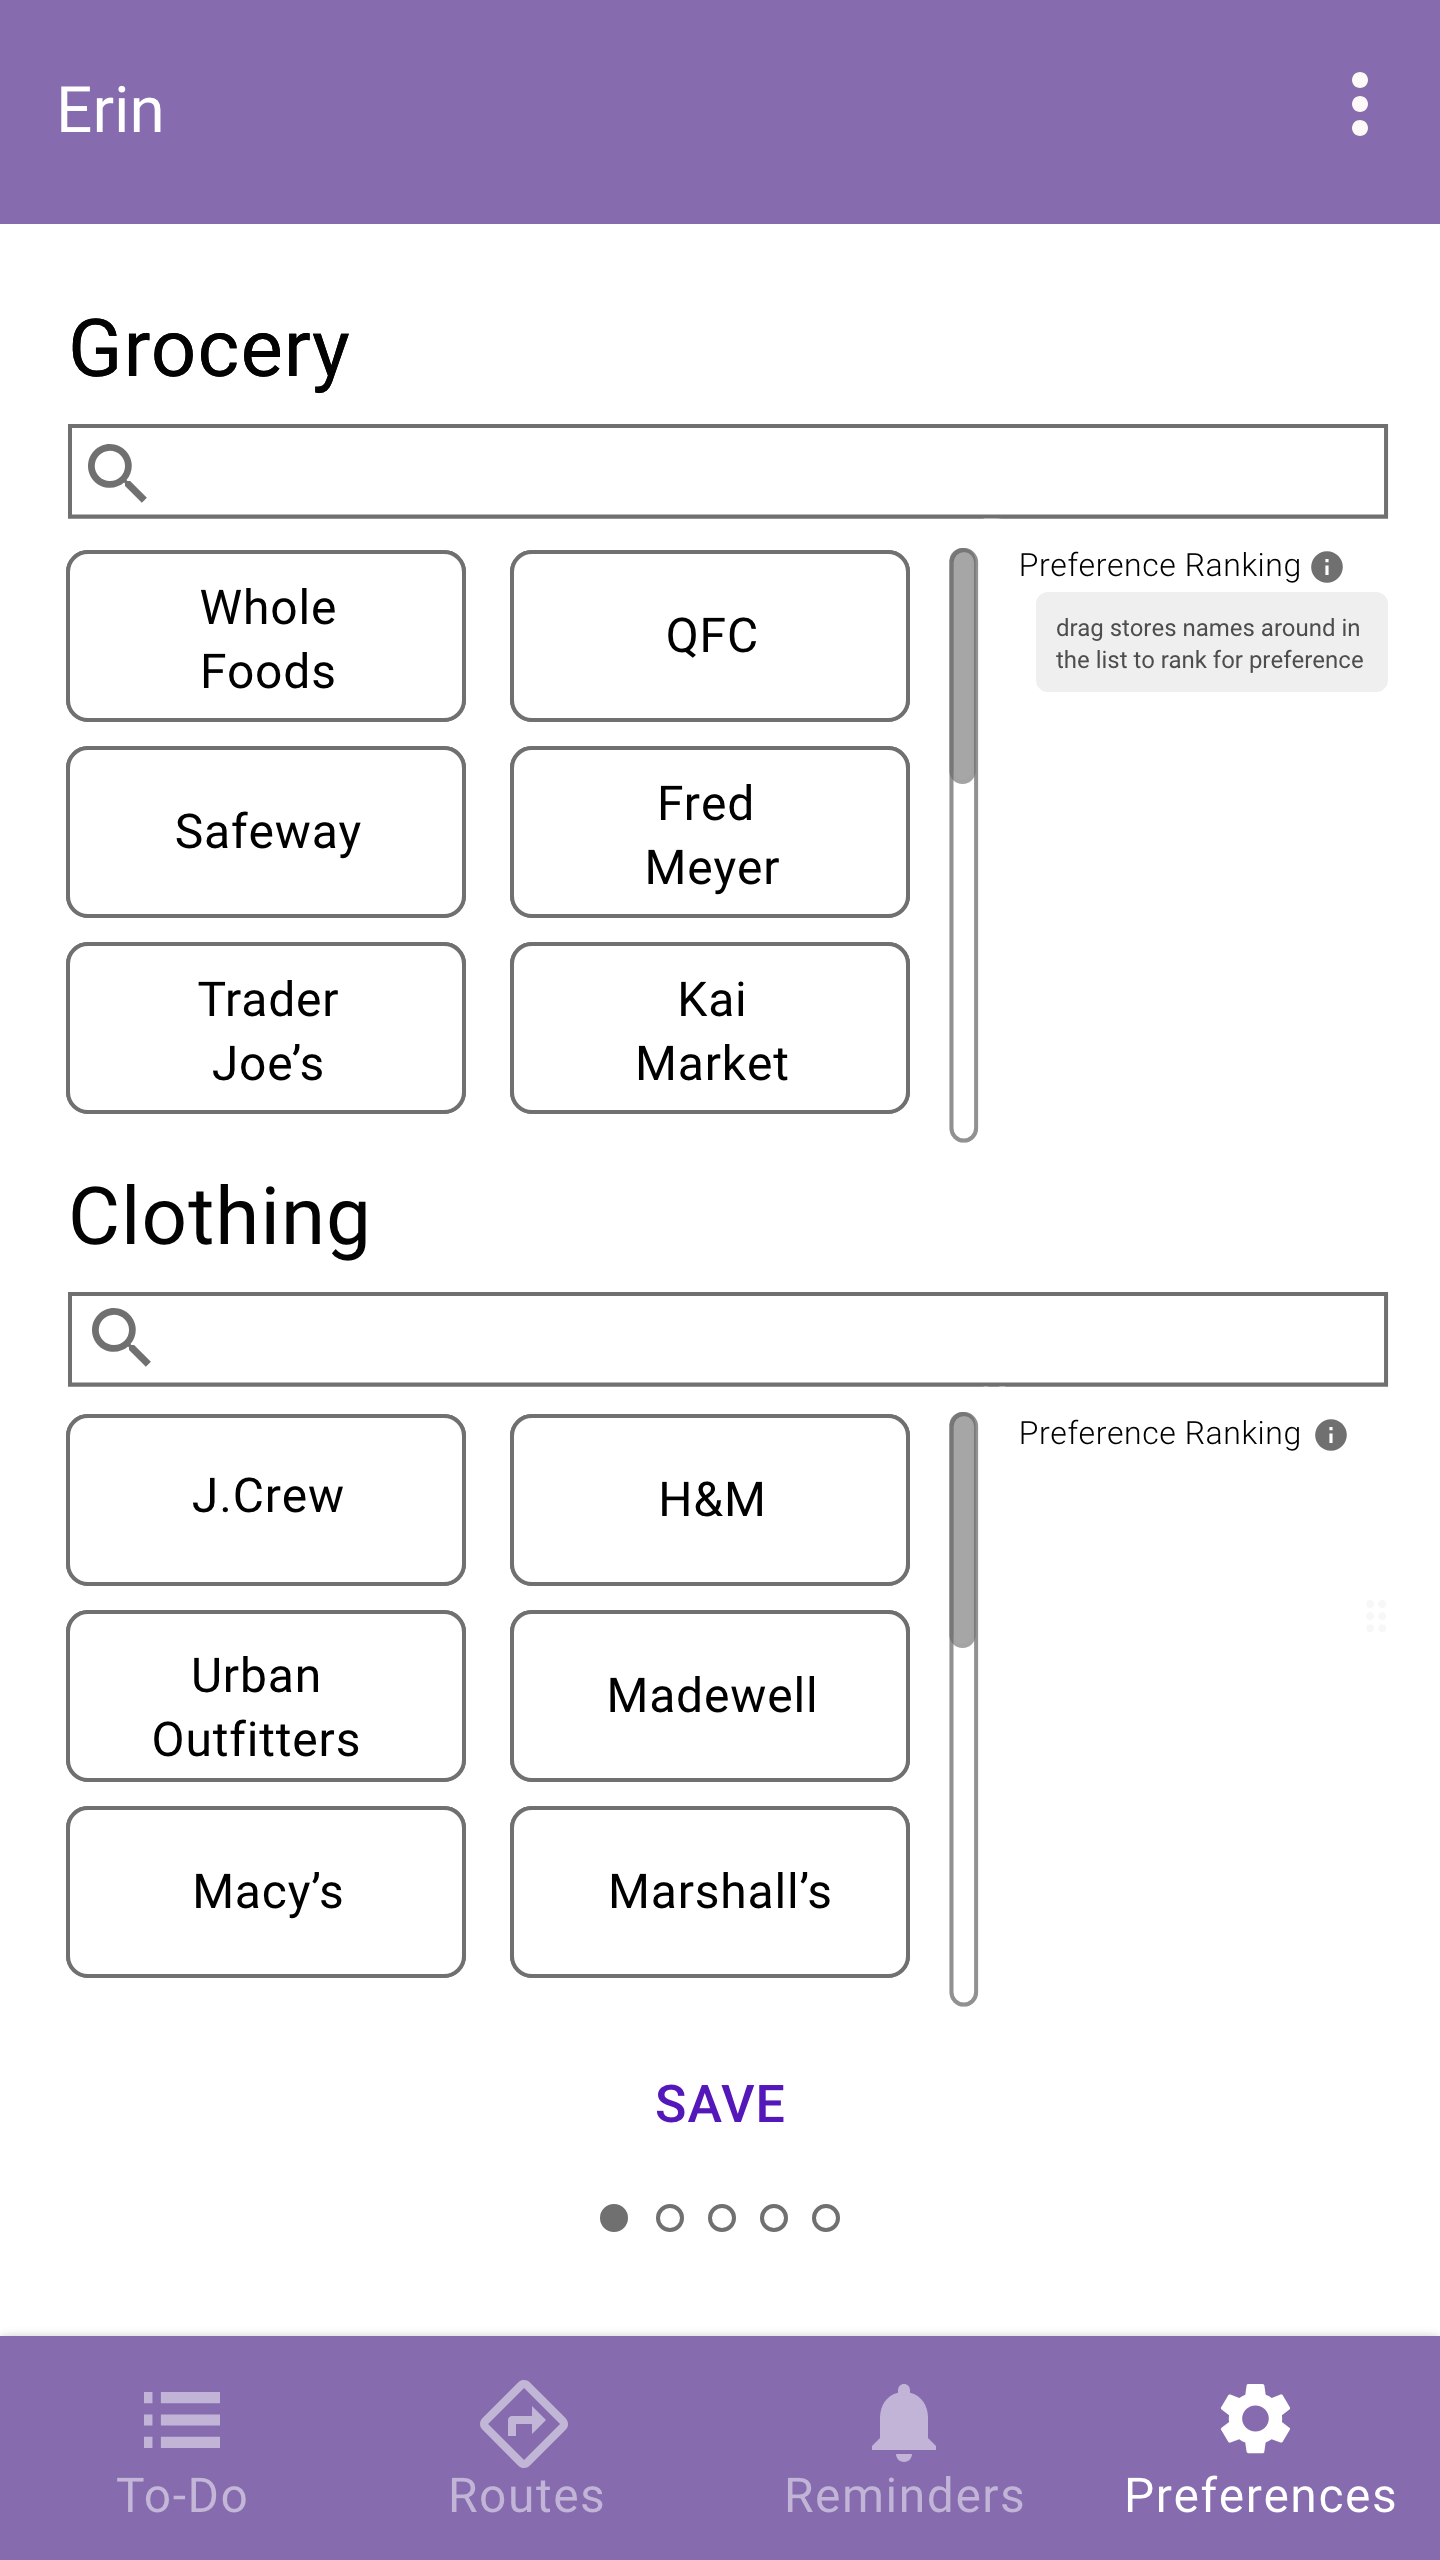 Erin
Grocery
Whole
Foods
QFC
Preference Ranking
drag stores names around in
the list to rank for preference
Safeway
Fred
Meyer
Trader
Joe’s
Kai
Market
Clothing
J.Crew
H&M
Preference Ranking
Urban
Outfitters
Madewell
Macy’s
Marshall’s
SAVE
To-Do
Routes
Reminders
Preferences